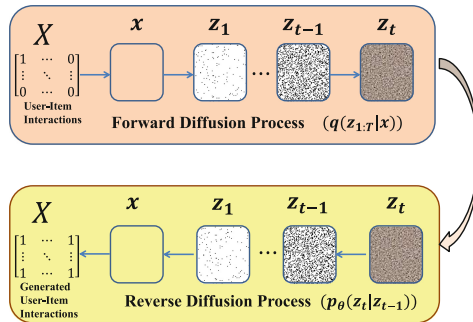 X x z₁ zₜ₋₁ zₜ
[1 ⋯ 0]
[⋮ ⋱ ⋮]
[0 ⋯ 0]
...
User-Item
Interactions
Forward Diffusion Process (q(z₁:T|x))
X x z₁ zₜ₋₁ zₜ
[1 ⋯ 1]
[⋮ ⋱ ⋮]
[1 ⋯ 1]
...
Generated
User-Item
Interactions
Reverse Diffusion Process (pθ(zₜ|zₜ₋₁))